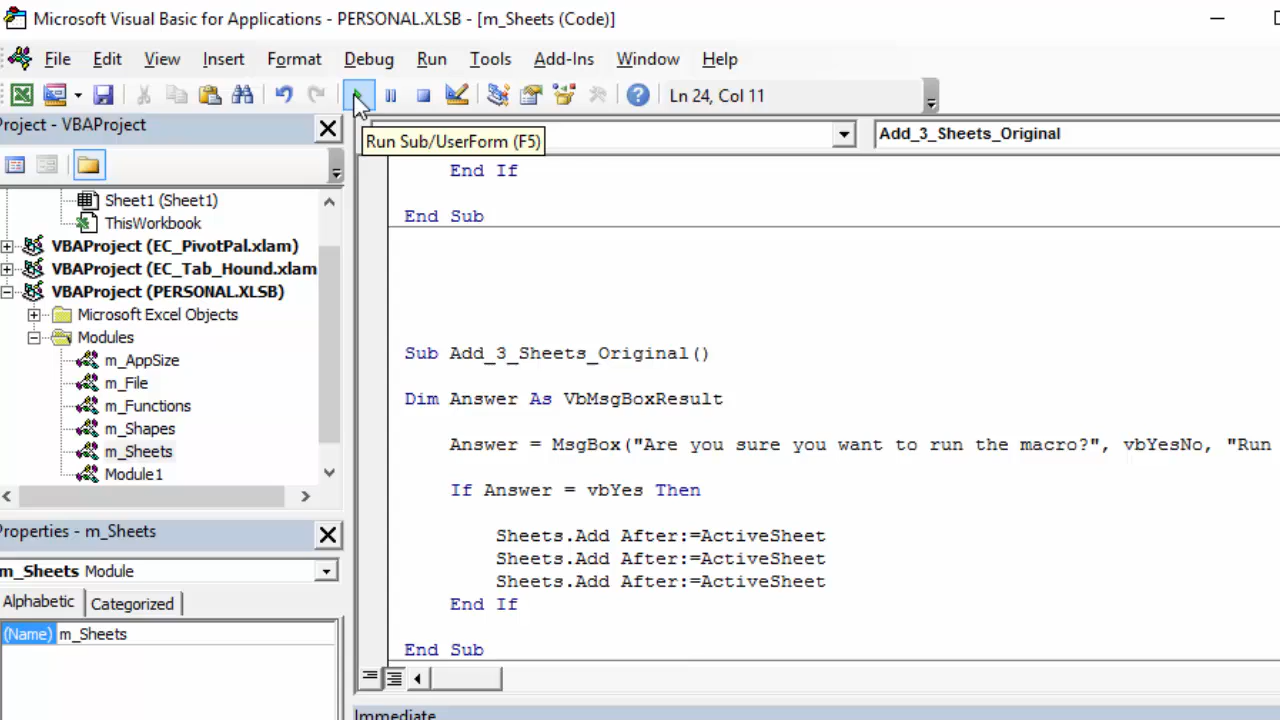 Microsoft Visual Basic for Applications - PERSONAL.XLSB - [m_Sheets (Code)]
File Edit View Insert Format Debug Run Tools Add-Ins Window Help
Ln 24, Col 11
Project - VBAProject
Run Sub/UserForm (F5)
Add_3_Sheets_Original
Sheet1 (Sheet1)
ThisWorkbook
VBAProject (EC_PivotPal.xlam)
VBAProject (EC_Tab_Hound.xlam
VBAProject (PERSONAL.XLSB)
Microsoft Excel Objects
Modules
m_AppSize
m_File
m_Functions
m_Shapes
m_Sheets
Module1
Properties - m_Sheets
m_Sheets Module
Alphabetic Categorized
(Name) m_Sheets
End If
End Sub
Sub Add_3_Sheets_Original()
Dim Answer As VbMsgBoxResult
Answer = MsgBox("Are you sure you want to run the macro?", vbYesNo, "Run
If Answer = vbYes Then
Sheets.Add After:=ActiveSheet
Sheets.Add After:=ActiveSheet
Sheets.Add After:=ActiveSheet
End If
End Sub
Immediate